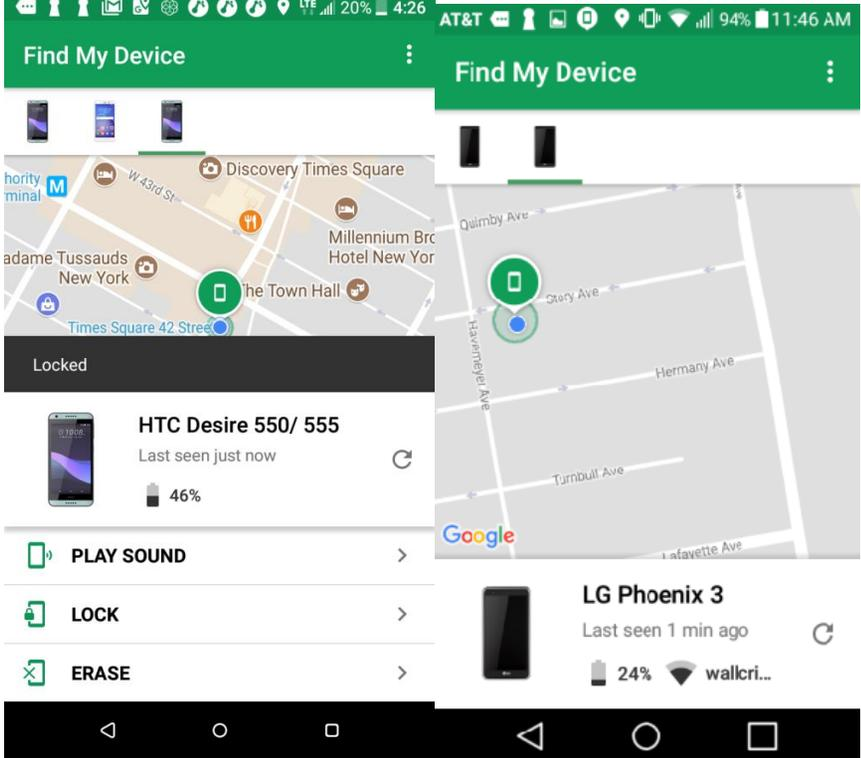 LTE 20% 4:26
Find My Device
Discovery Times Square
hority
rminal
M
W 43rd St
Millennium Bro
Hotel New Yor
adame Tussauds
New York
The Town Hall
Times Square 42 Stree
Locked
HTC Desire 550/ 555
Last seen just now
46%
PLAY SOUND
LOCK
ERASE
AT&T 94% 11:46 AM
Find My Device
Quimby Ave
Ave
Story Ave
Havemeyer Ave
Hermany Ave
Turnbull Ave
Google
Lafayette Ave
LG Phoenix 3
Last seen 1 min ago
24% wallcri...